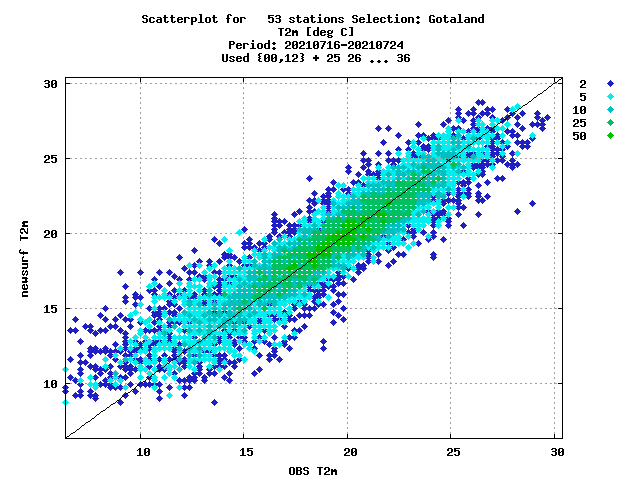 Scatterplot for   53 stations Selection: Gotaland
T2m [deg C]
Period: 20210716-20210724
Used {00,12} + 25 26 ... 36
30
25
20
15
10
newsurf T2m
10 15 20 25 30
OBS T2m
2
5
10
25
50